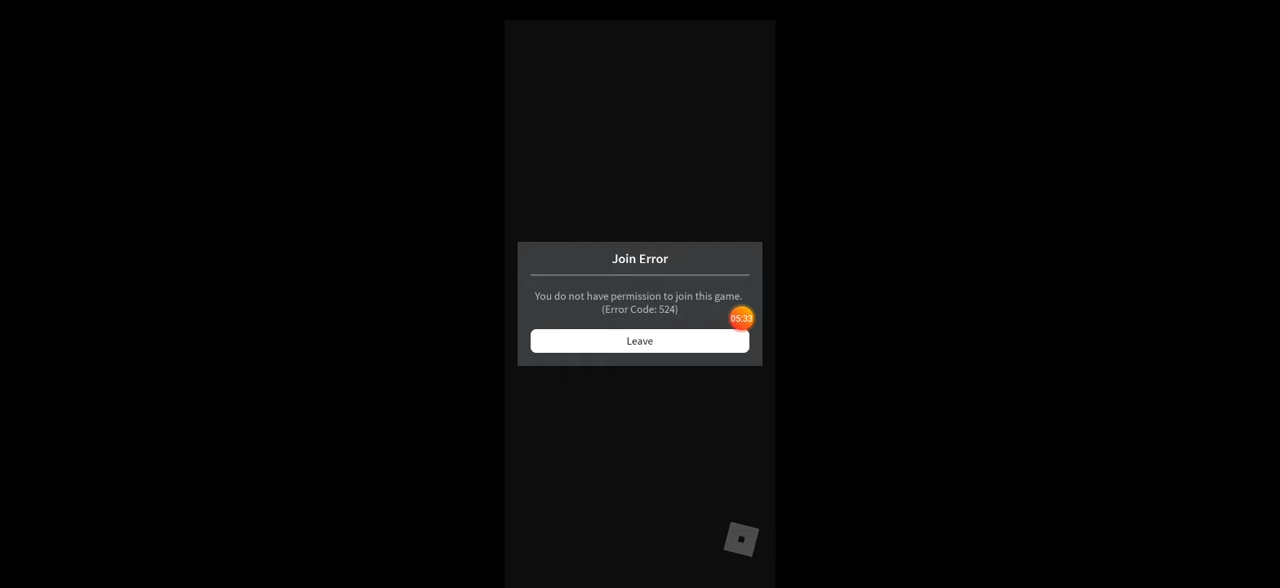 Join Error
You do not have permission to join this game.
(Error Code: 524)
05:33
Leave